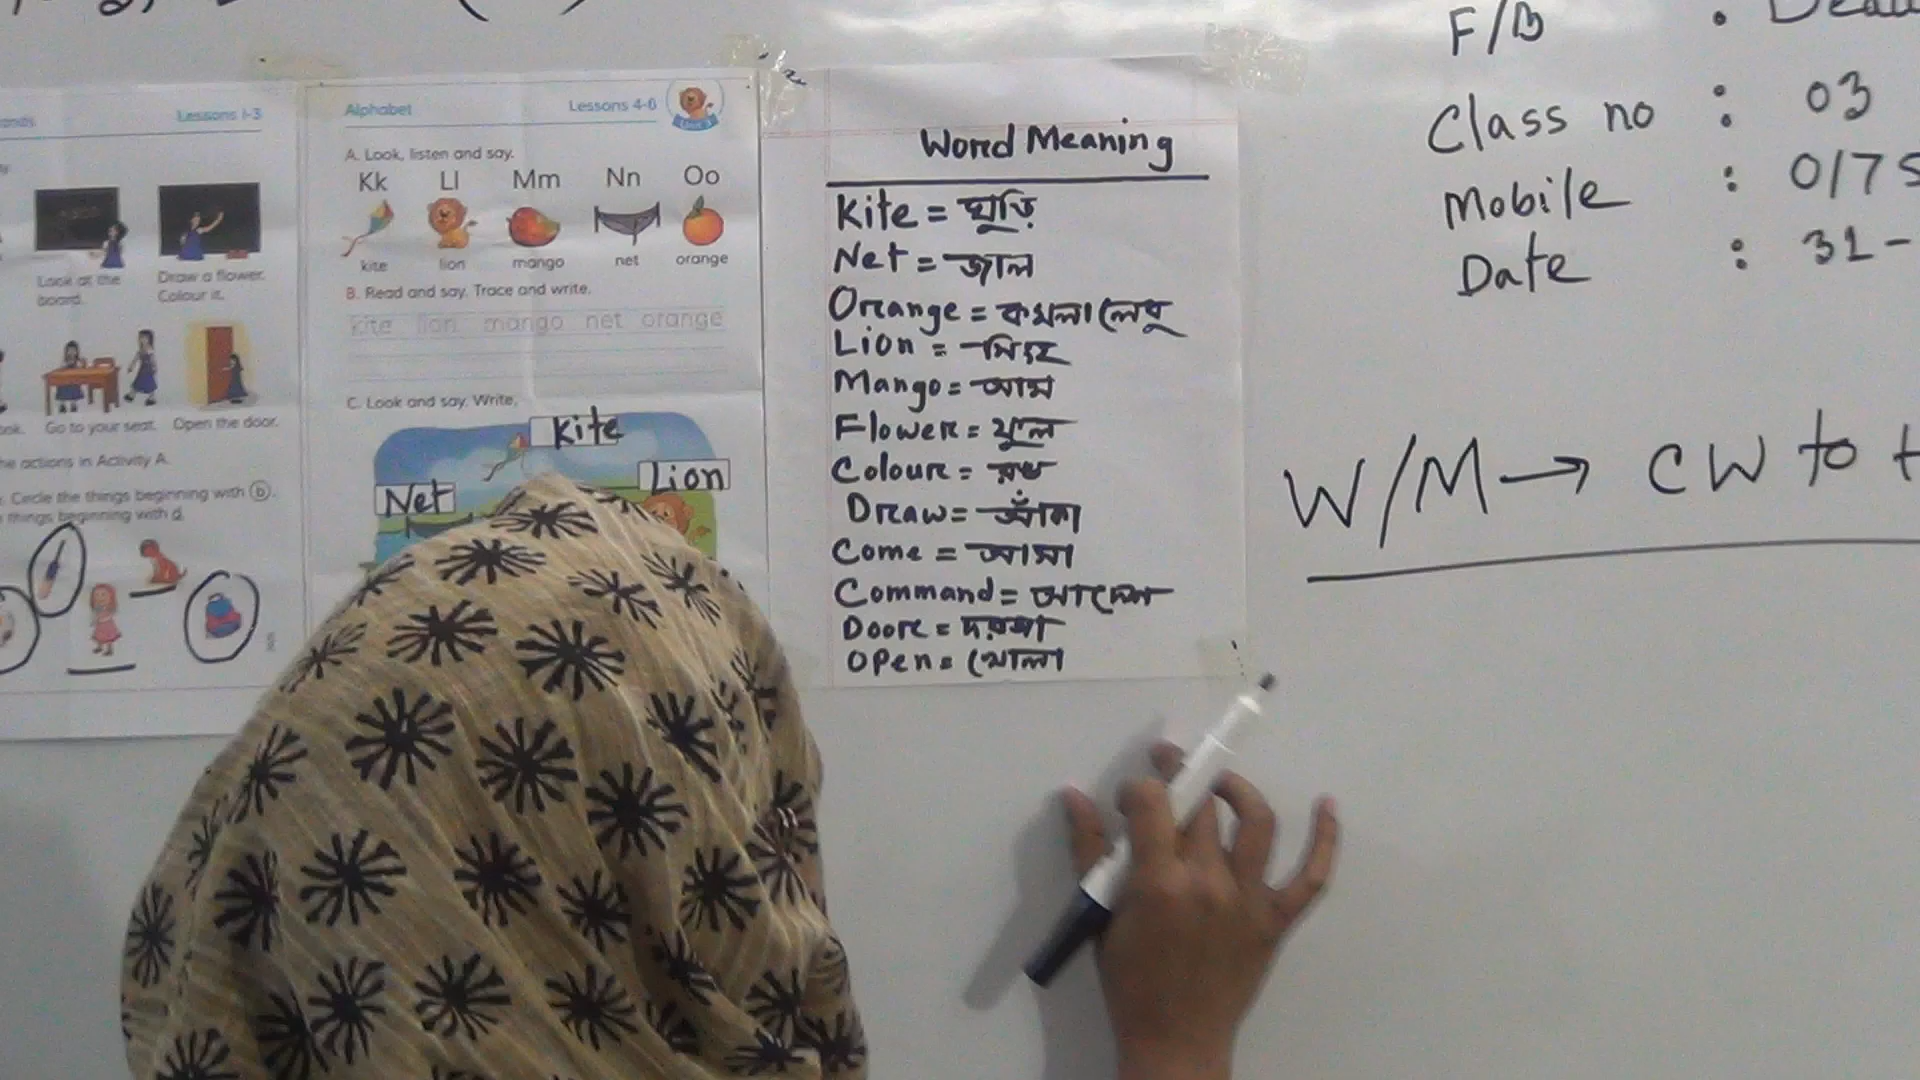 Lessons 1-3
Look at the
board.
Draw a flower.
Colour it.
Go to your seat.
Open the door.
actions in Activity A.
Circle the things beginning with b.
things beginning with d.
Alphabet
Lessons 4-6
A. Look, listen and say.
Kk Ll Mm Nn Oo
kite lion mango net orange
B. Read and say. Trace and write.
kite lion mango net orange
C. Look and say. Write.
Kite
Lion
Net
Word Meaning
Kite = ঘুড়ি
Net = জাল
Orange = কমলা লেবু
Lion = সিংহ
Mango = আম
Flower = ফুল
Colour = রঙ
Draw = আঁকা
Come = আসা
Command = আদেশ
Door = দরজা
Open = খোলা
F/B :
Class no : 03
Mobile : 0175
Date : 31-
W/M → CW to